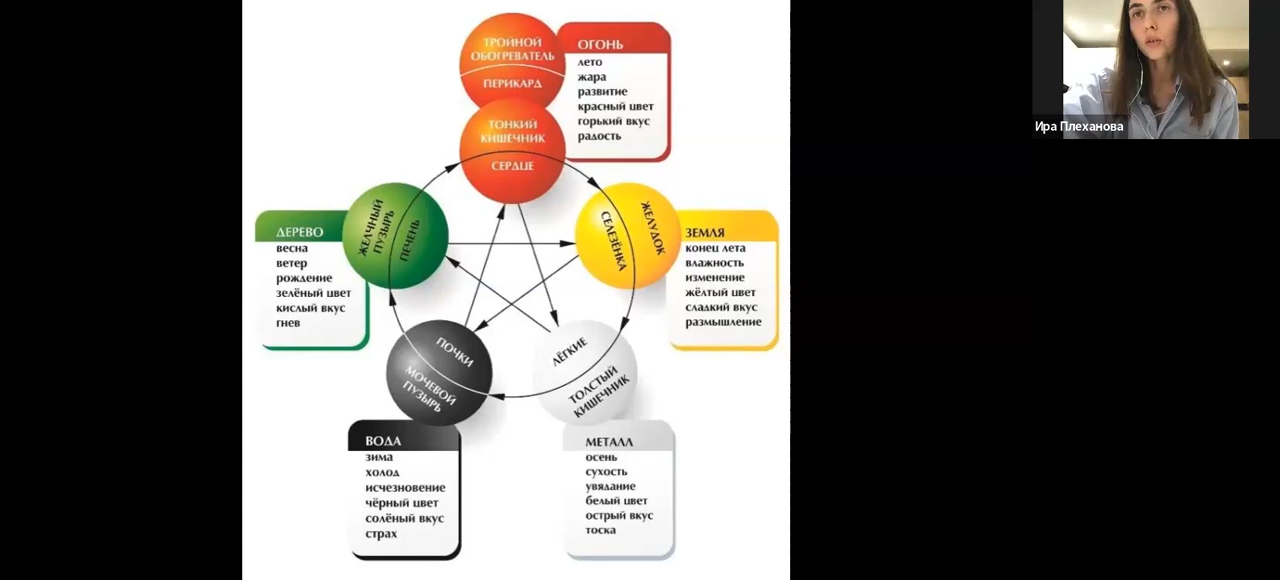 ТРОЙНОЙ
ОБОГРЕВАТЕЛЬ
ПЕРИКАРД
ТОНКИЙ
КИШЕЧНИК
СЕРДЦЕ
ОГОНЬ
лето
жара
развитие
красный цвет
горький вкус
радость
Ира Плеханова
ЖЕЛЧНЫЙ
ПУЗЫРЬ
ПЕЧЕНЬ
ДЕРЕВО
весна
ветер
рождение
зелёный цвет
кислый вкус
гнев
ЖЕЛУДОК
СЕЛЕЗЁНКА
ЗЕМЛЯ
конец лета
влажность
изменение
жёлтый цвет
сладкий вкус
размышление
ПОЧКИ
МОЧЕВОЙ
ПУЗЫРЬ
ВОДА
зима
холод
исчезновение
чёрный цвет
солёный вкус
страх
ЛЁГКИЕ
ТОЛСТЫЙ
КИШЕЧНИК
МЕТАЛЛ
осень
сухость
увядание
белый цвет
острый вкус
тоска